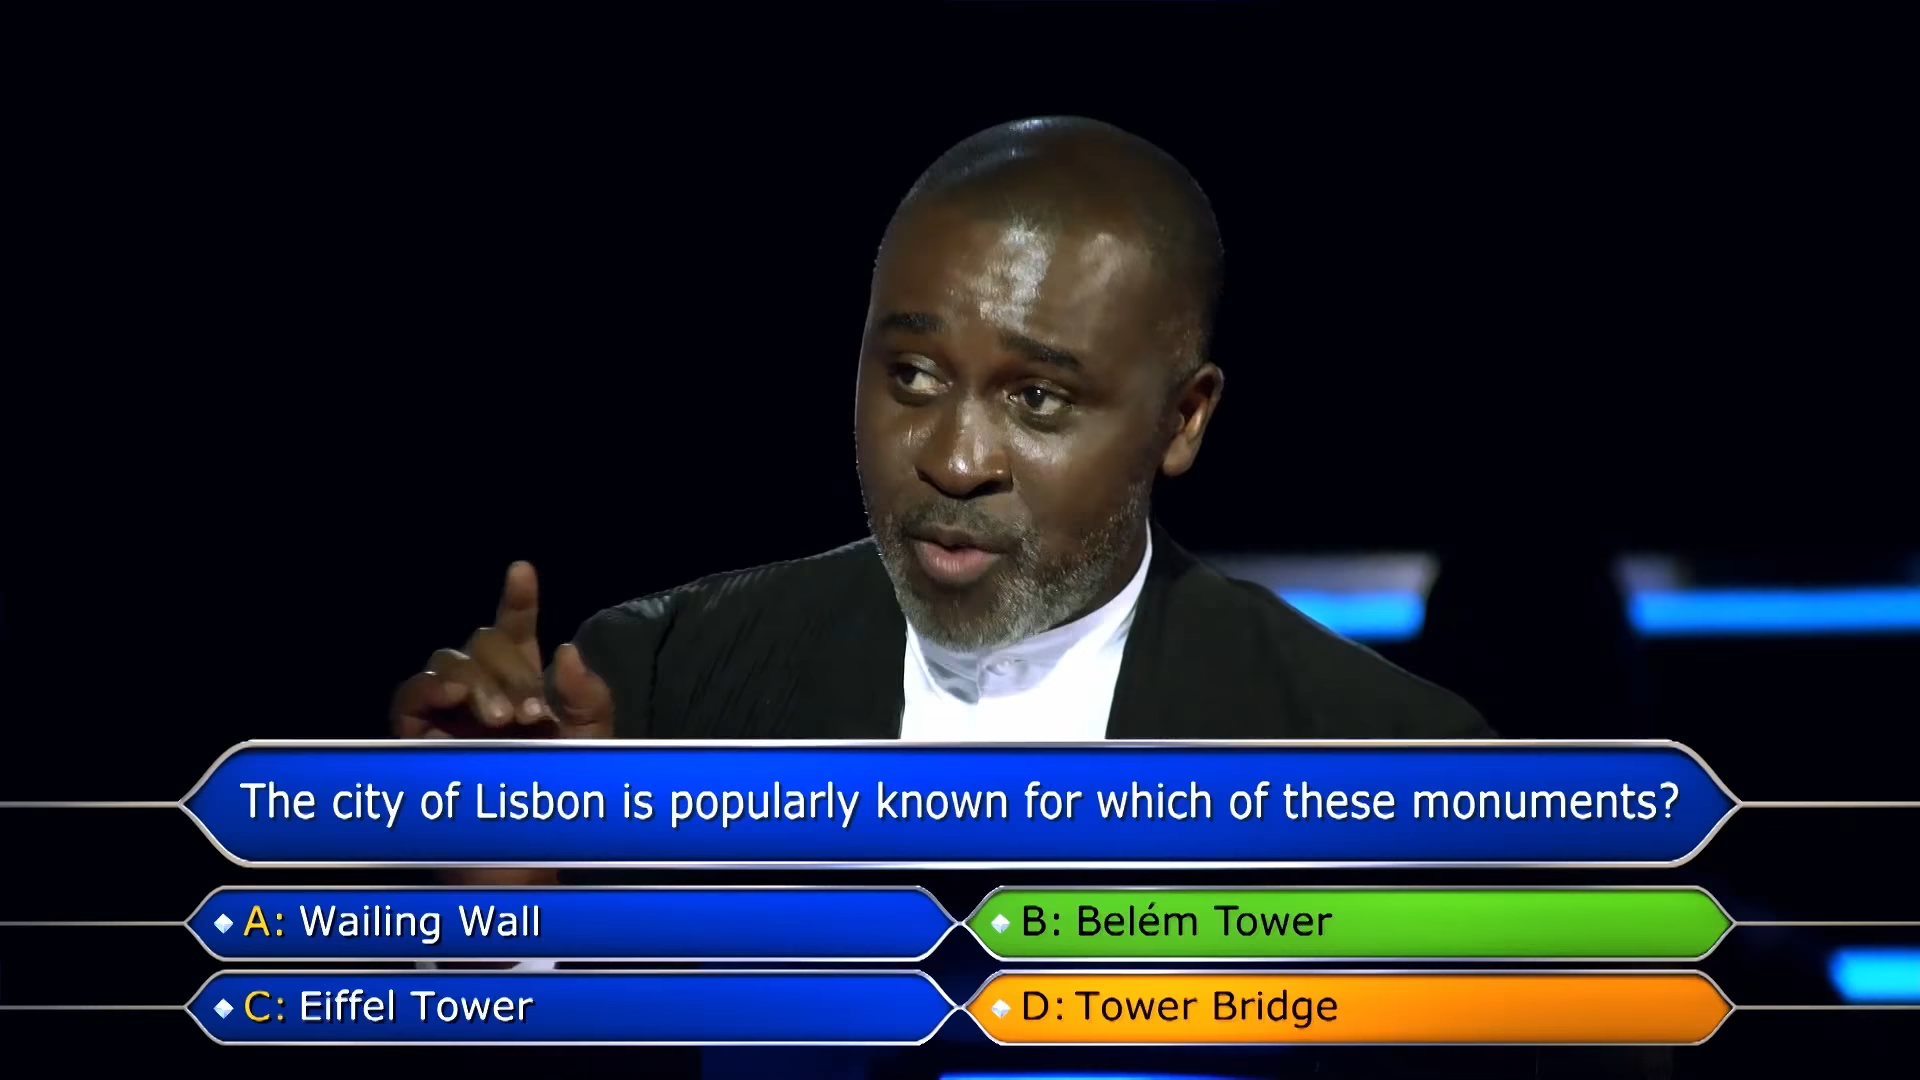 The city of Lisbon is popularly known for which of these monuments?
A: Wailing Wall
B: Belém Tower
C: Eiffel Tower
D: Tower Bridge